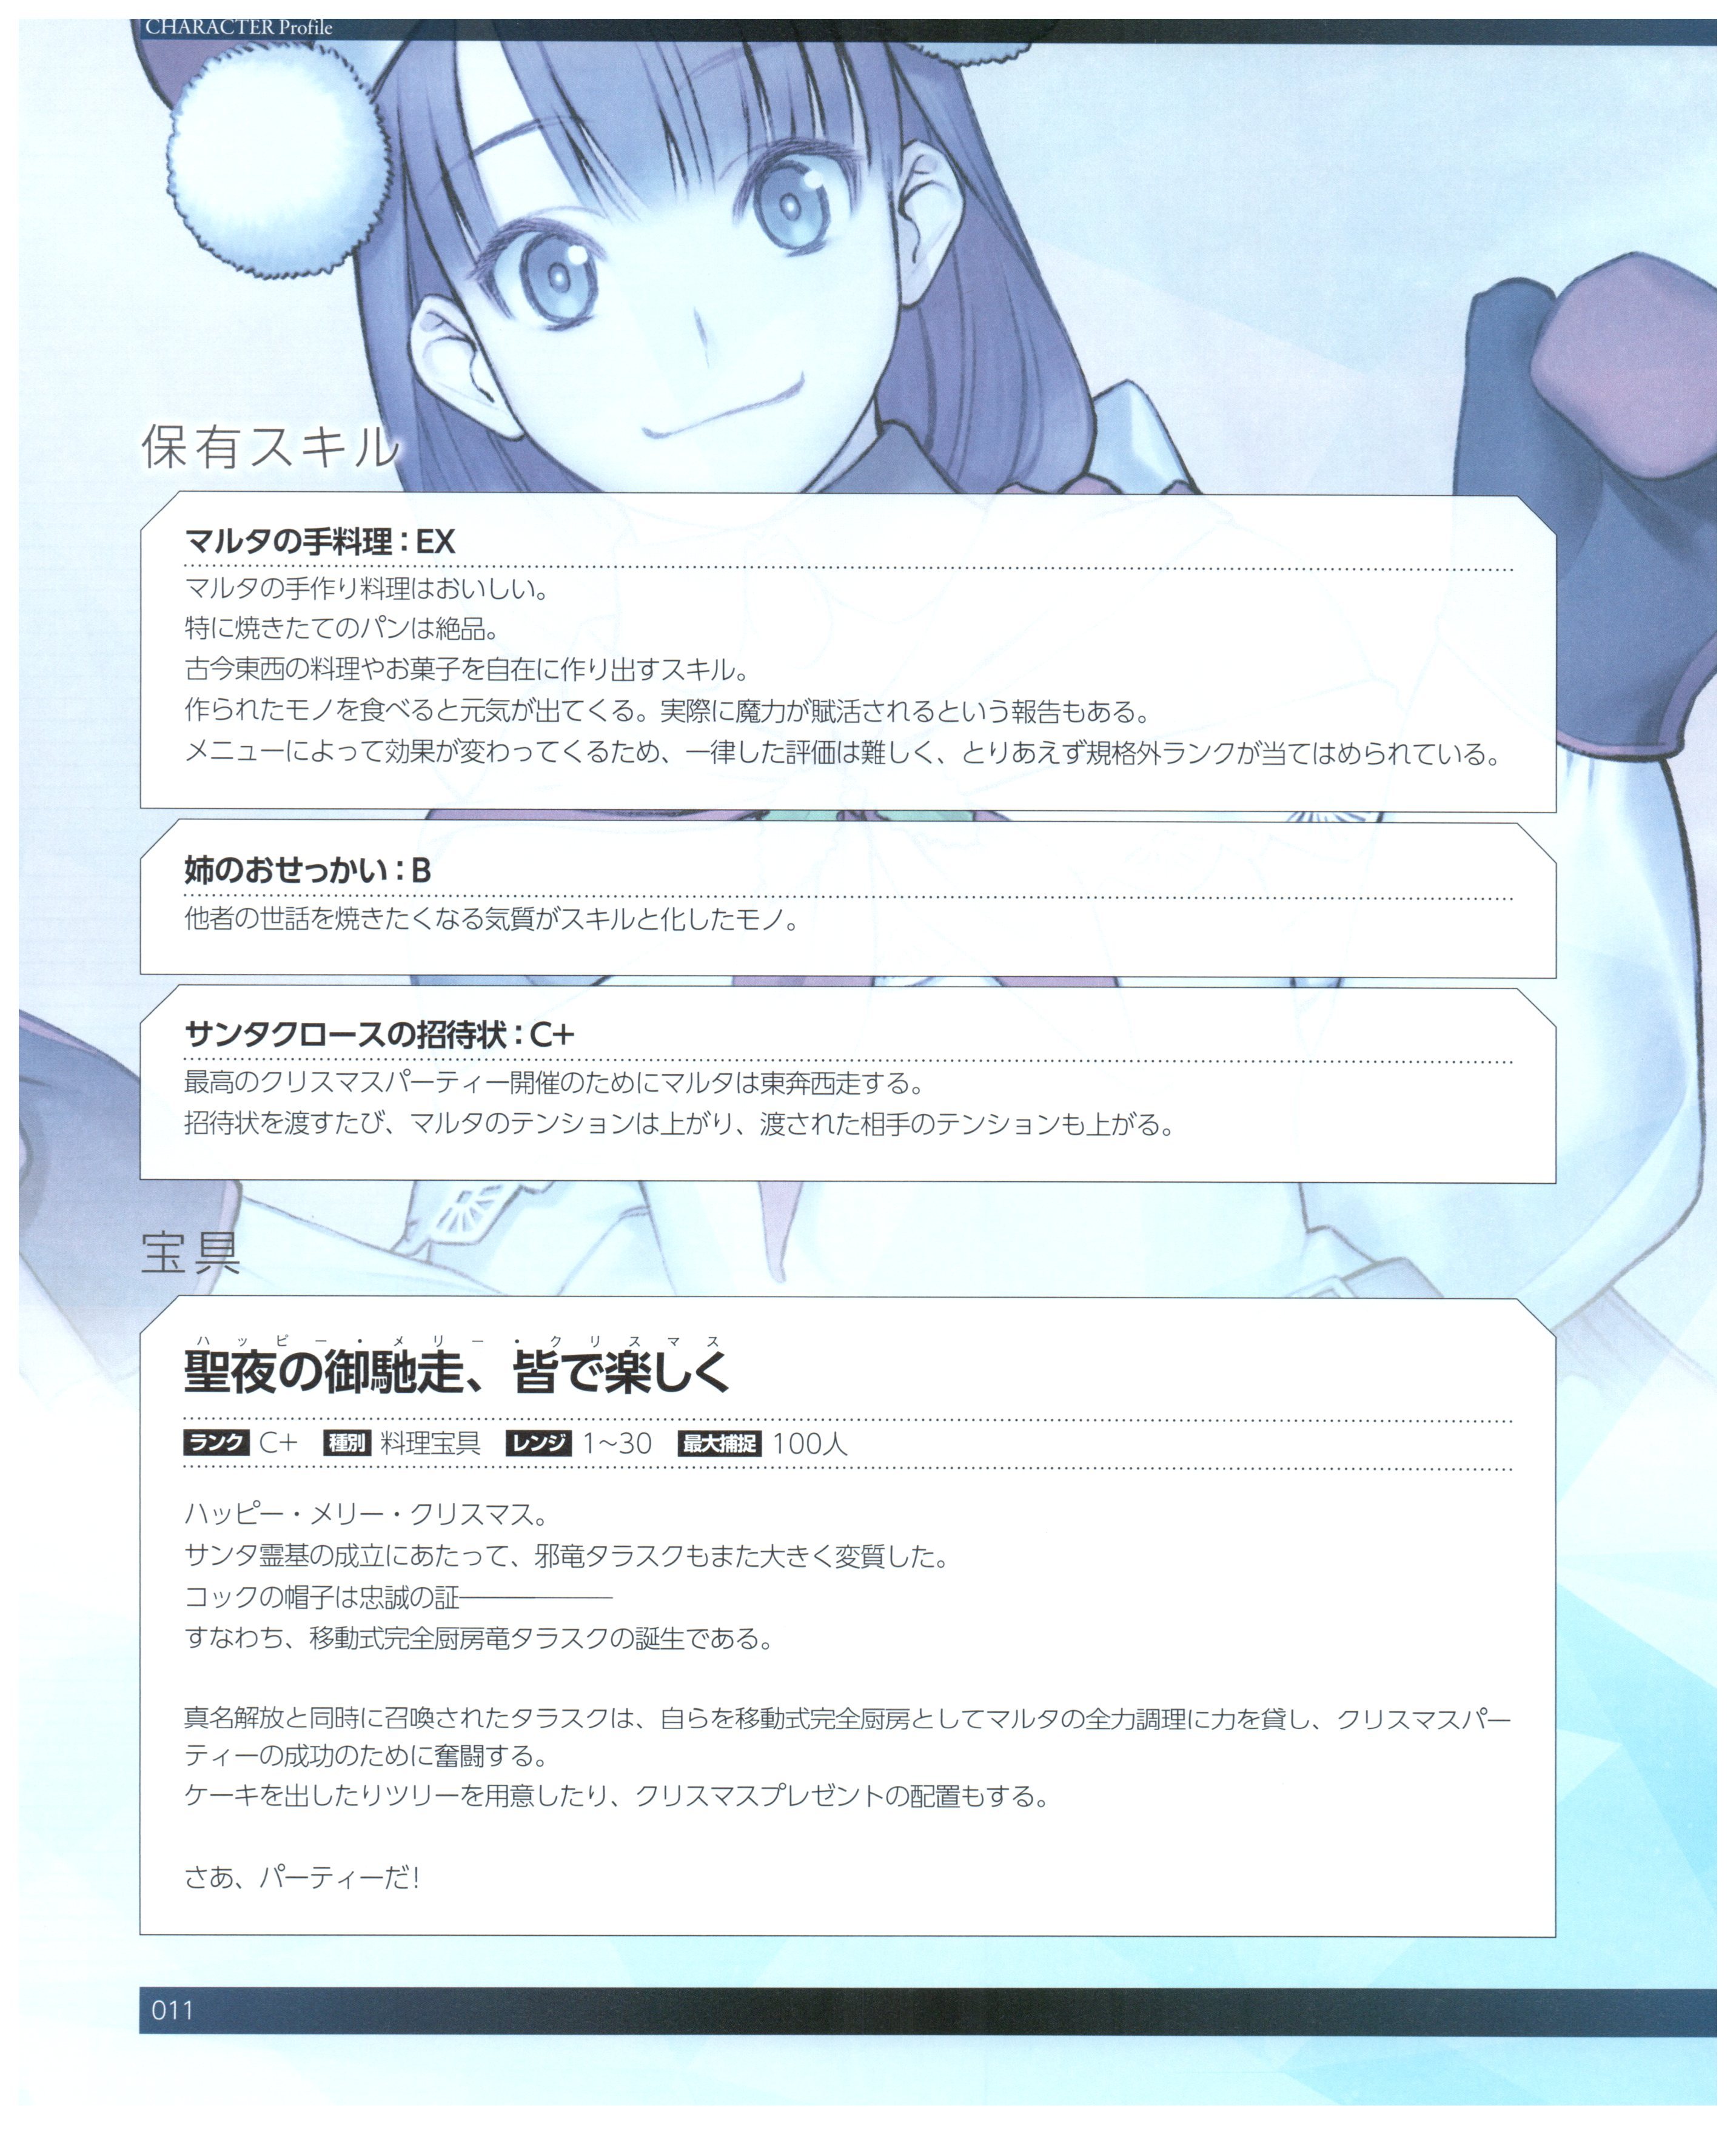 CHARACTER Profile
保有スキル
マルタの手料理：EX
マルタの手作り料理はおいしい。
特に焼きたてのパンは絶品。
古今東西の料理やお菓子を自在に作り出すスキル。
作られたモノを食べると元気が出てくる。実際に魔力が賦活されるという報告もある。
メニューによって効果が変わってくるため、一律した評価は難しく、とりあえず規格外ランクが当てはめられている。
姉のおせっかい：B
他者の世話を焼きたくなる気質がスキルと化したモノ。
サンタクロースの招待状：C+
最高のクリスマスパーティー開催のためにマルタは東奔西走する。
招待状を渡すたび、マルタのテンションは上がり、渡された相手のテンションも上がる。
宝具
ハッピー・メリー・クリスマス
聖夜の御馳走、皆で楽しく
ランク C+ 種別 料理宝具 レンジ 1~30 最大捕捉 100人
ハッピー・メリー・クリスマス。
サンタ霊基の成立にあたって、邪竜タラスクもまた大きく変質した。
コックの帽子は忠誠の証――――――
すなわち、移動式完全厨房竜タラスクの誕生である。
真名解放と同時に召喚されたタラスクは、自らを移動式完全厨房としてマルタの全力調理に力を貸し、クリスマスパー
ティーの成功のために奮闘する。
ケーキを出したりツリーを用意したり、クリスマスプレゼントの配置もする。
さあ、パーティーだ！
011